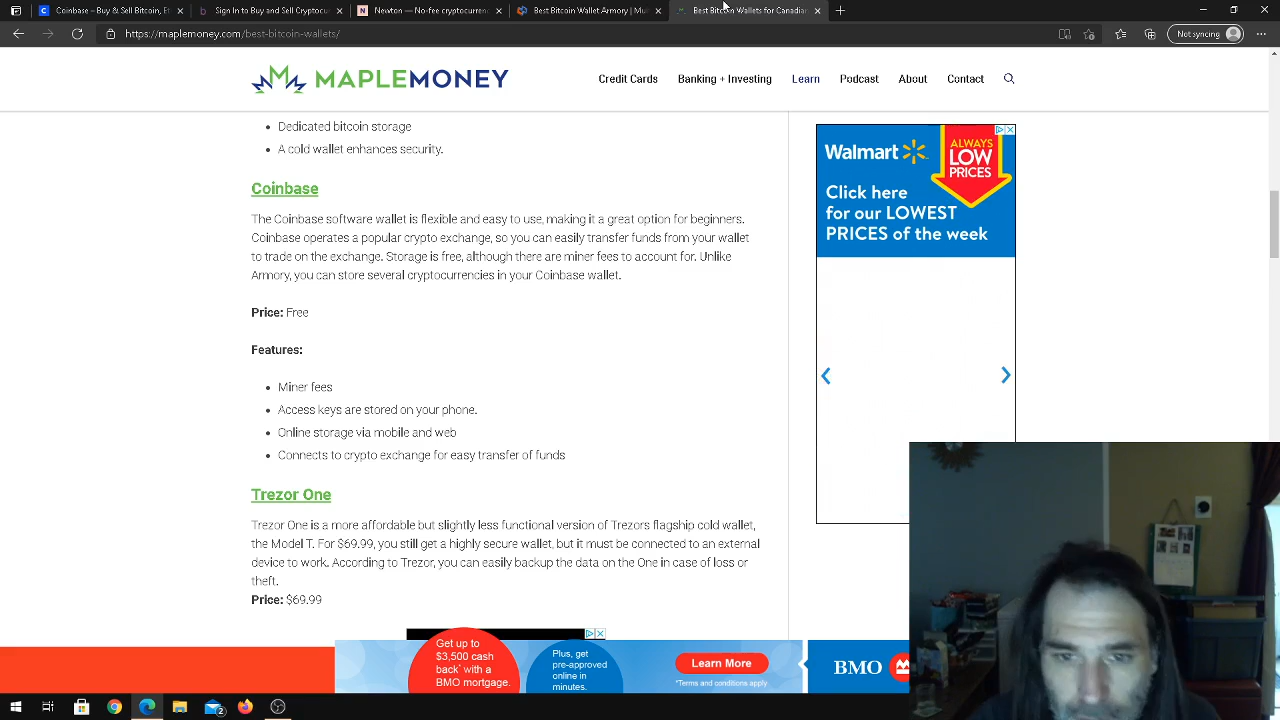 Coinbase – Buy & Sell Bitcoin, Et
Sign In to Buy and Sell Cryptocu
Newton — No-fee cryptocurrenc
Best Bitcoin Wallet Armory | Mul
Best Bitcoin Wallets for Canadian
https://maplemoney.com/best-bitcoin-wallets/
Not syncing
MAPLEMONEY
Credit Cards
Banking + Investing
Learn
Podcast
About
Contact
Dedicated bitcoin storage
A cold wallet enhances security.
Coinbase
The Coinbase software wallet is flexible and easy to use, making it a great option for beginners.
Coinbase operates a popular crypto exchange, so you can easily transfer funds from your wallet
to trade on the exchange. Storage is free, although there are miner fees to account for. Unlike
Armory, you can store several cryptocurrencies in your Coinbase wallet.
Price: Free
Features:
Miner fees
Access keys are stored on your phone.
Online storage via mobile and web
Connects to crypto exchange for easy transfer of funds
Trezor One
Trezor One is a more affordable but slightly less functional version of Trezors flagship cold wallet,
the Model T. For $69.99, you still get a highly secure wallet, but it must be connected to an external
device to work. According to Trezor, you can easily backup the data on the One in case of loss or
theft.
Price: $69.99
Walmart
ALWAYS
LOW
PRICES
Click here
for our LOWEST
PRICES of the week
Get up to
$3,500 cash
back* with a
BMO mortgage.
Plus, get
pre-approved
online in
minutes.
Learn More
*Terms and conditions apply
BMO
2